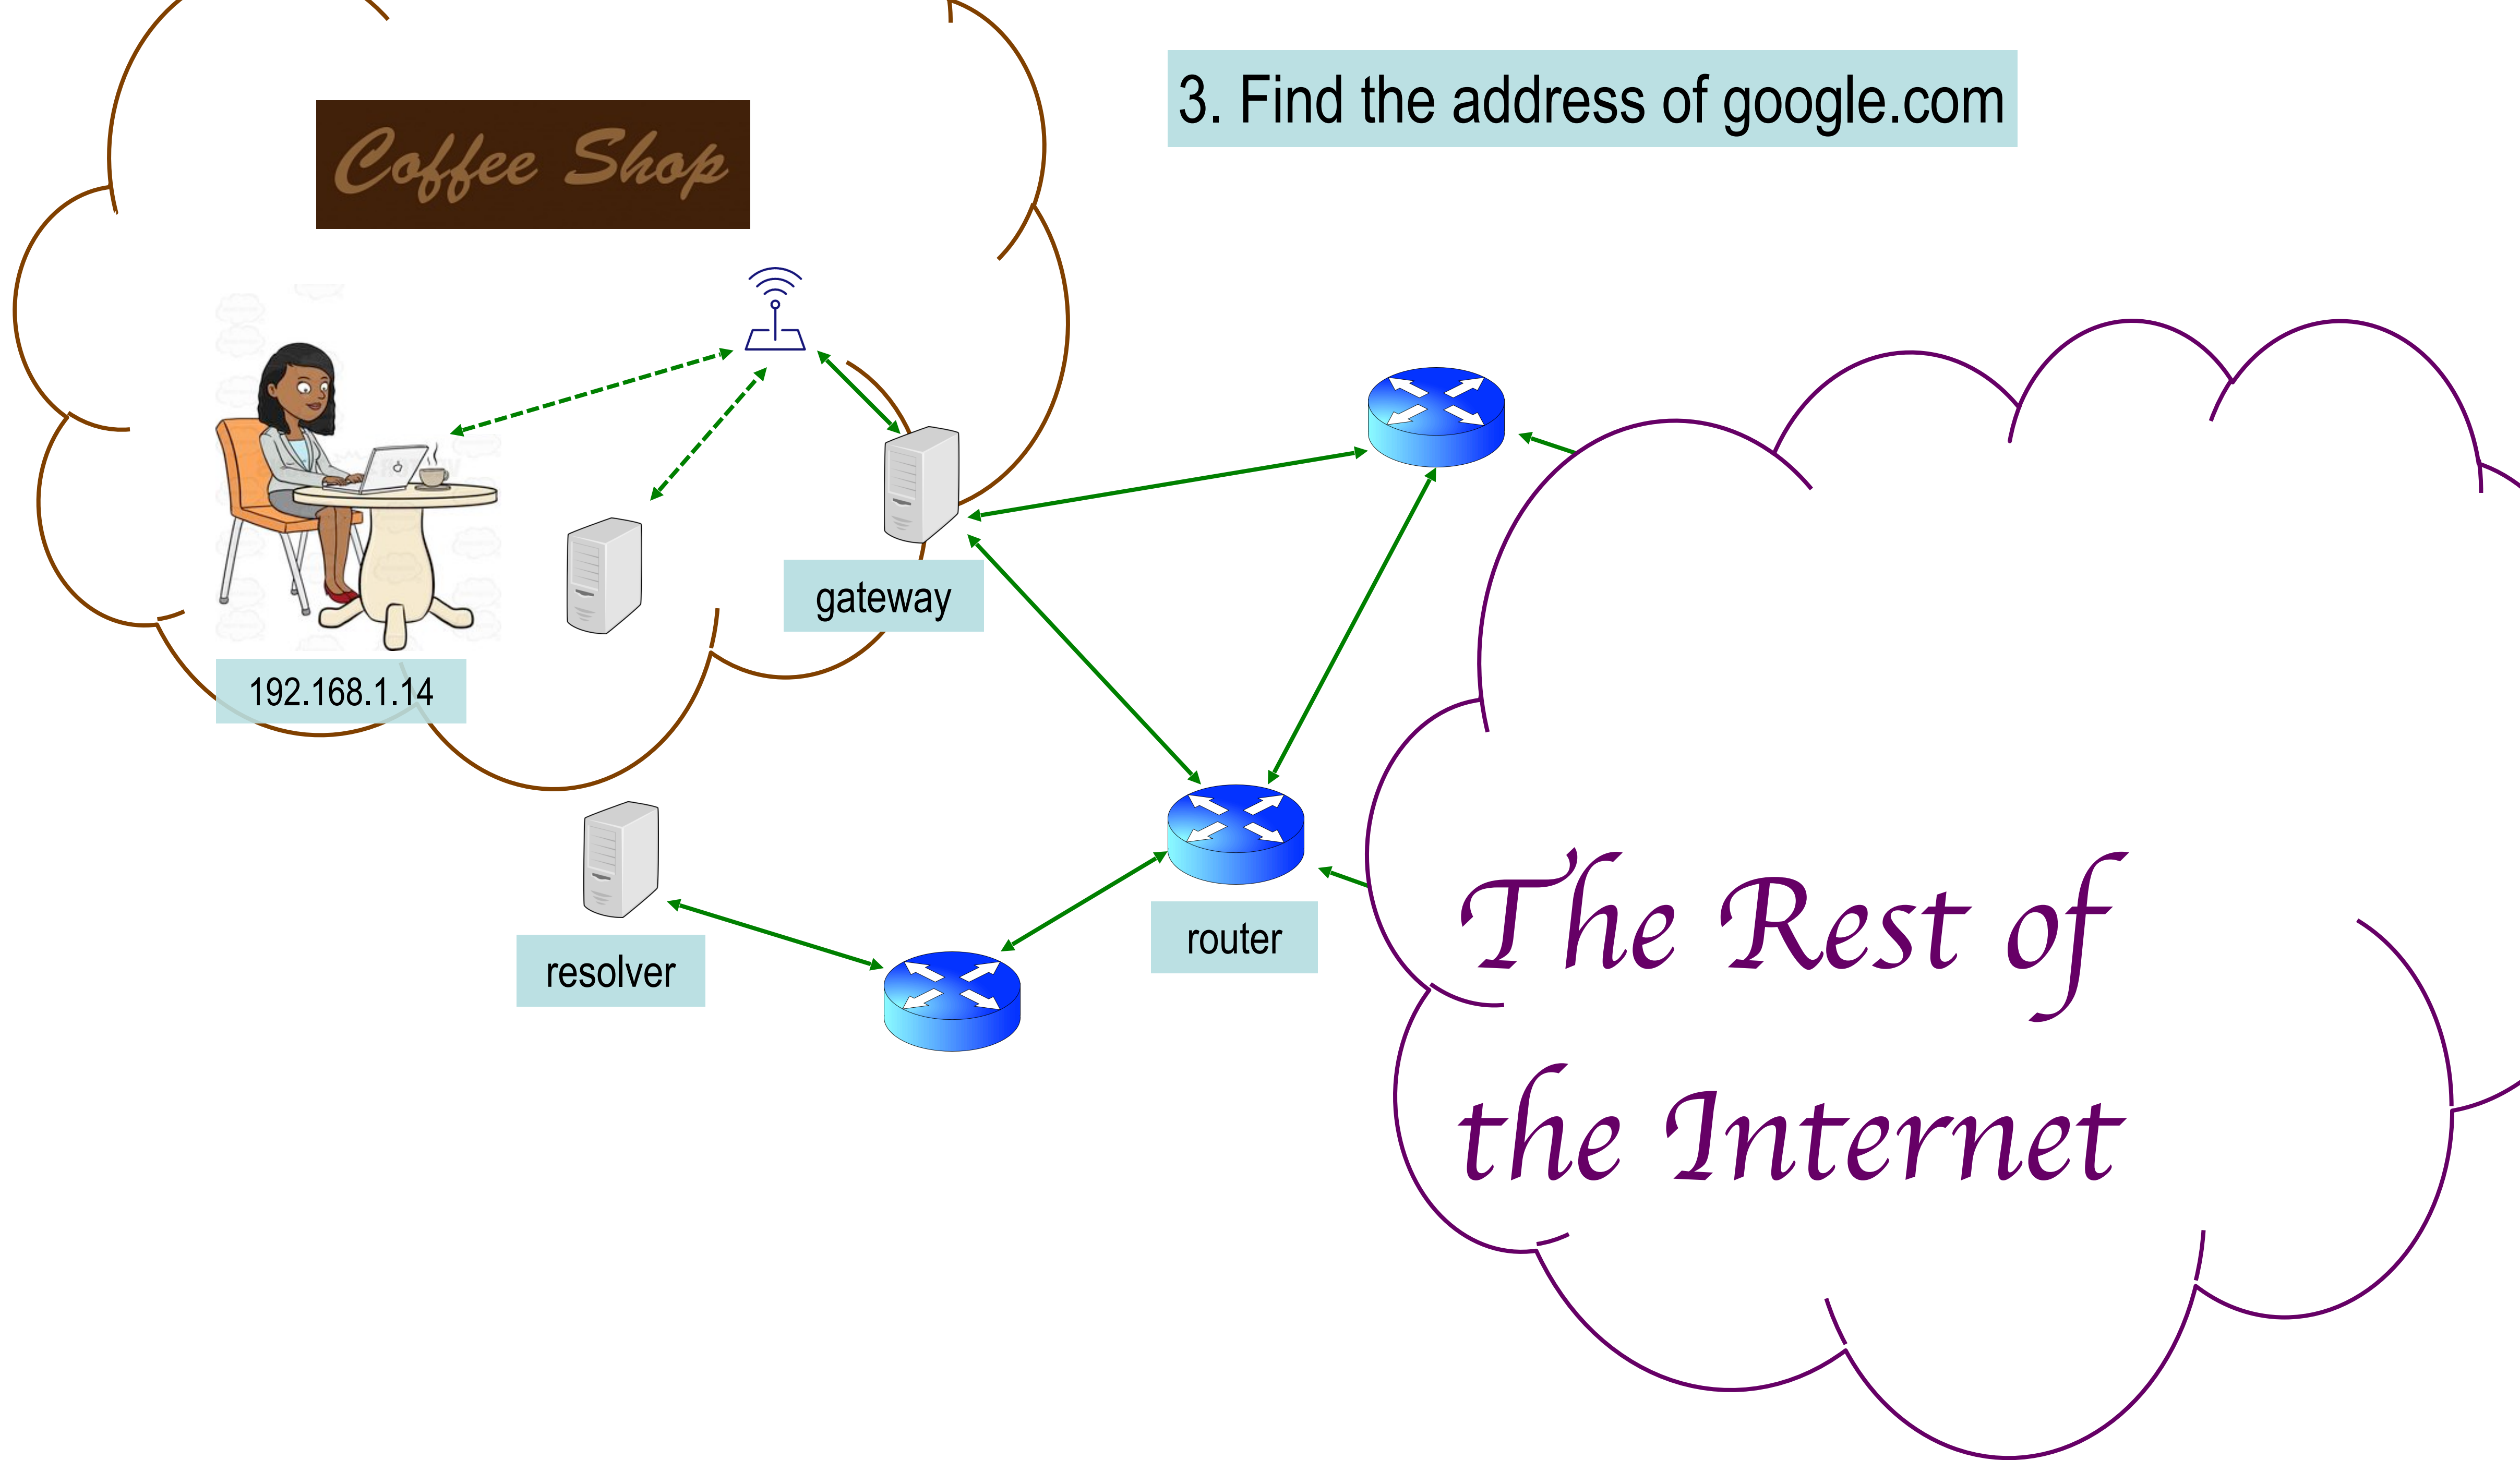 3. Find the address of google.com
Coffee Shop
gateway
192.168.1.14
router
resolver
The Rest of
the Internet